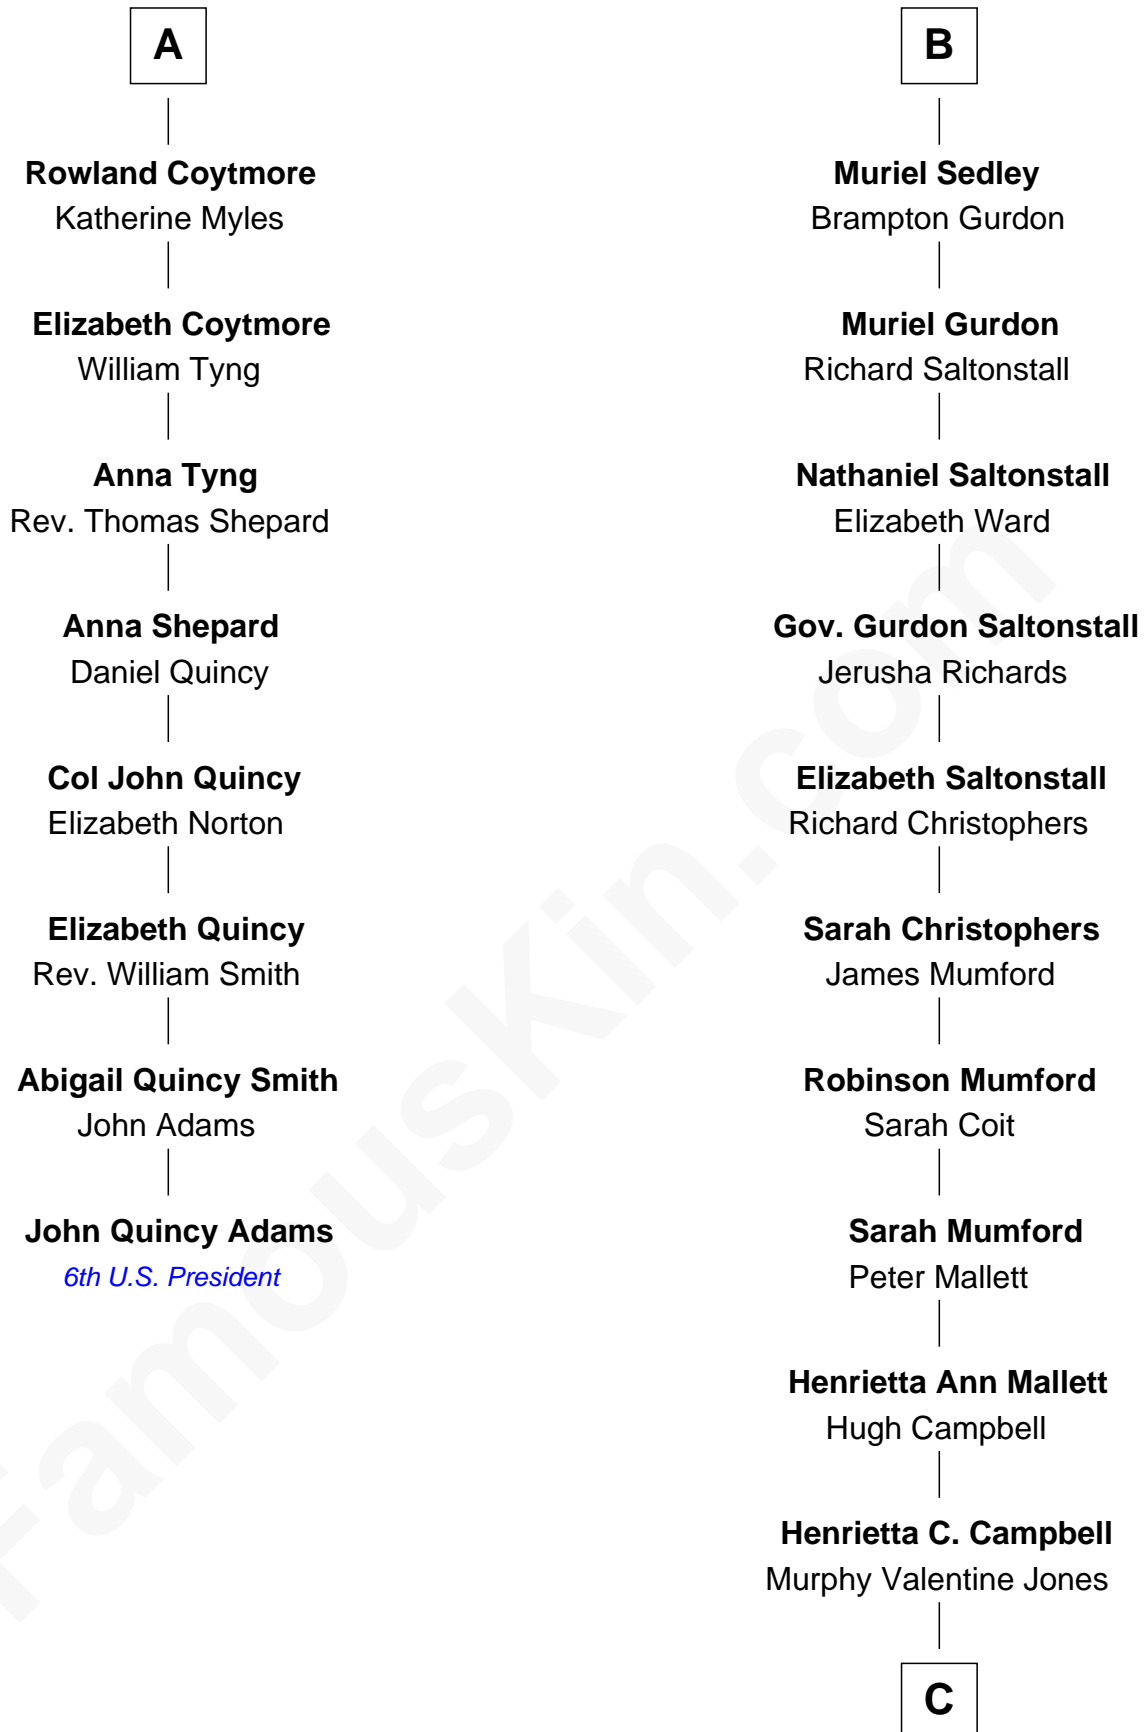 A
Rowland Coytmore
Katherine Myles
Elizabeth Coytmore
William Tyng
Anna Tyng
Rev. Thomas Shepard
Anna Shepard
Daniel Quincy
Col John Quincy
Elizabeth Norton
Elizabeth Quincy
Rev. William Smith
Abigail Quincy Smith
John Adams
John Quincy Adams
6th U.S. President
B
Muriel Sedley
Brampton Gurdon
Muriel Gurdon
Richard Saltonstall
Nathaniel Saltonstall
Elizabeth Ward
Gov. Gurdon Saltonstall
Jerusha Richards
Elizabeth Saltonstall
Richard Christophers
Sarah Christophers
James Mumford
Robinson Mumford
Sarah Coit
Sarah Mumford
Peter Mallett
Henrietta Ann Mallett
Hugh Campbell
Henrietta C. Campbell
Murphy Valentine Jones
C
FamousKin.com